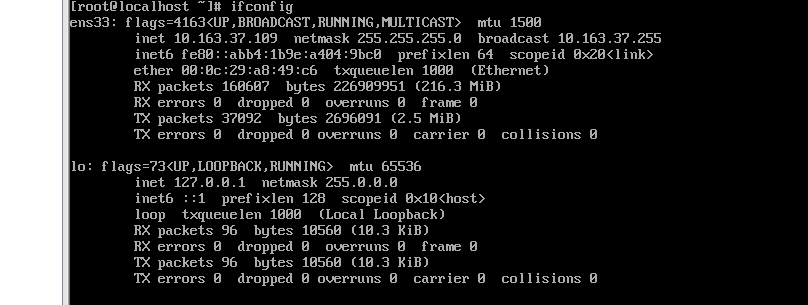 [root@localhost ~]# ifconfig
ens33: flags=4163<UP,BROADCAST,RUNNING,MULTICAST>  mtu 1500
        inet 10.163.37.109  netmask 255.255.255.0  broadcast 10.163.37.255
        inet6 fe80::abb4:1b9e:a404:9bc0  prefixlen 64  scopeid 0x20<link>
        ether 00:0c:29:a8:49:c6  txqueuelen 1000  (Ethernet)
        RX packets 160607  bytes 226909951 (216.3 MiB)
        RX errors 0  dropped 0  overruns 0  frame 0
        TX packets 37092  bytes 2696091 (2.5 MiB)
        TX errors 0  dropped 0 overruns 0  carrier 0  collisions 0

lo: flags=73<UP,LOOPBACK,RUNNING>  mtu 65536
        inet 127.0.0.1  netmask 255.0.0.0
        inet6 ::1  prefixlen 128  scopeid 0x10<host>
        loop  txqueuelen 1000  (Local Loopback)
        RX packets 96  bytes 10560 (10.3 KiB)
        RX errors 0  dropped 0  overruns 0  frame 0
        TX packets 96  bytes 10560 (10.3 KiB)
        TX errors 0  dropped 0 overruns 0  carrier 0  collisions 0